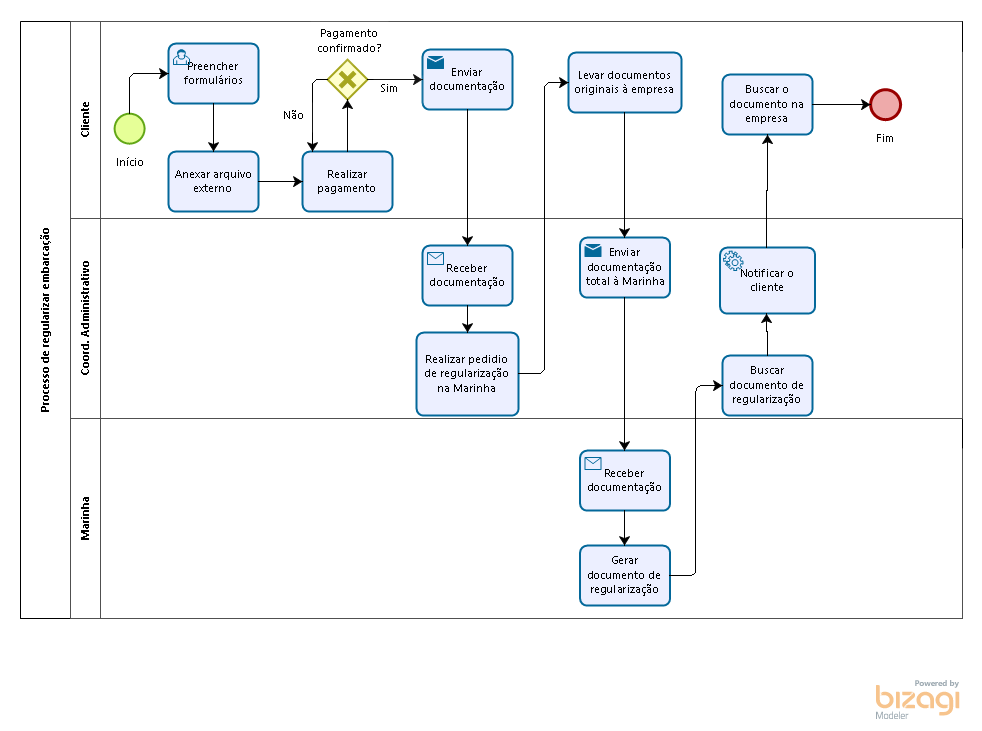 Processo de regularizar embarcação
Cliente
Início
Preencher
formulários
Anexar arquivo
externo
Realizar
pagamento
Pagamento
confirmado?
Não
Sim
Enviar
documentação
Levar documentos
originais à empresa
Buscar o
documento na
empresa
Fim
Coord. Administrativo
Receber
documentação
Realizar pedidio
de regularização
na Marinha
Enviar
documentação
total à Marinha
Notificar o
cliente
Buscar
documento de
regularização
Marinha
Receber
documentação
Gerar
documento de
regularização
Powered by
bizagi
Modeler